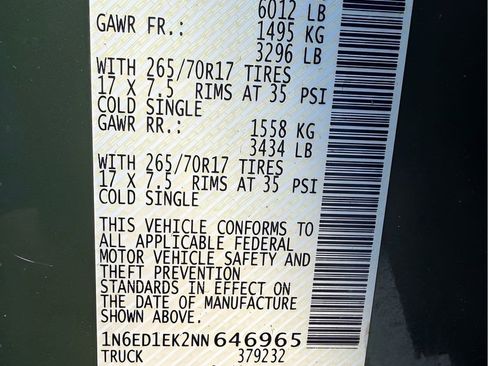 6012 LB
GAWR FR.: 1495 KG
3296 LB
WITH 265/70R17 TIRES
17 X 7.5 RIMS AT 35 PSI
COLD SINGLE
GAWR RR.: 1558 KG
3434 LB
WITH 265/70R17 TIRES
17 X 7.5 RIMS AT 35 PSI
COLD SINGLE
THIS VEHICLE CONFORMS TO
ALL APPLICABLE FEDERAL
MOTOR VEHICLE SAFETY AND
THEFT PREVENTION
STANDARDS IN EFFECT ON
THE DATE OF MANUFACTURE
SHOWN ABOVE.
1N6ED1EK2NN646965
TRUCK 379232